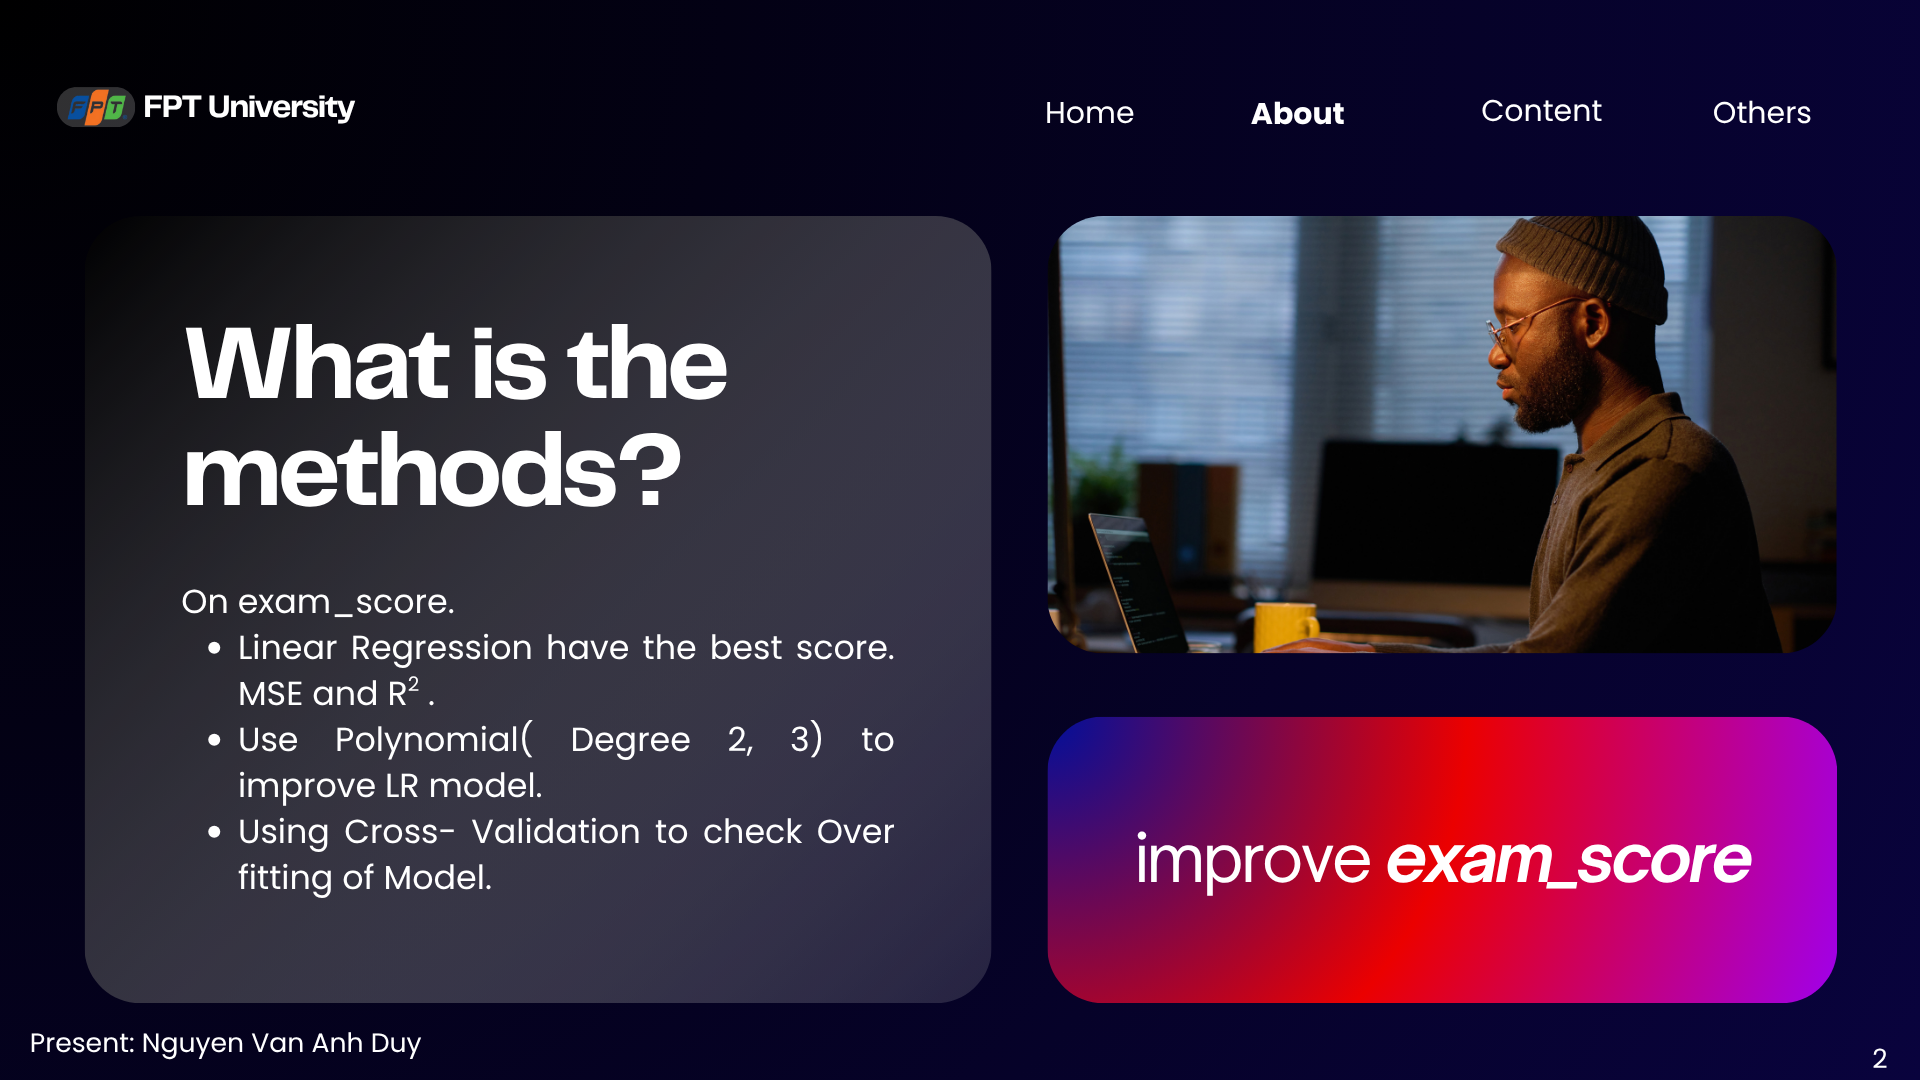 FPT FPT University
Home About Content Others
What is the
methods?
On exam_score.
• Linear Regression have the best score.
MSE and R² .
• Use Polynomial( Degree 2, 3) to
improve LR model.
• Using Cross- Validation to check Over
fitting of Model.
improve exam_score
Present: Nguyen Van Anh Duy
2